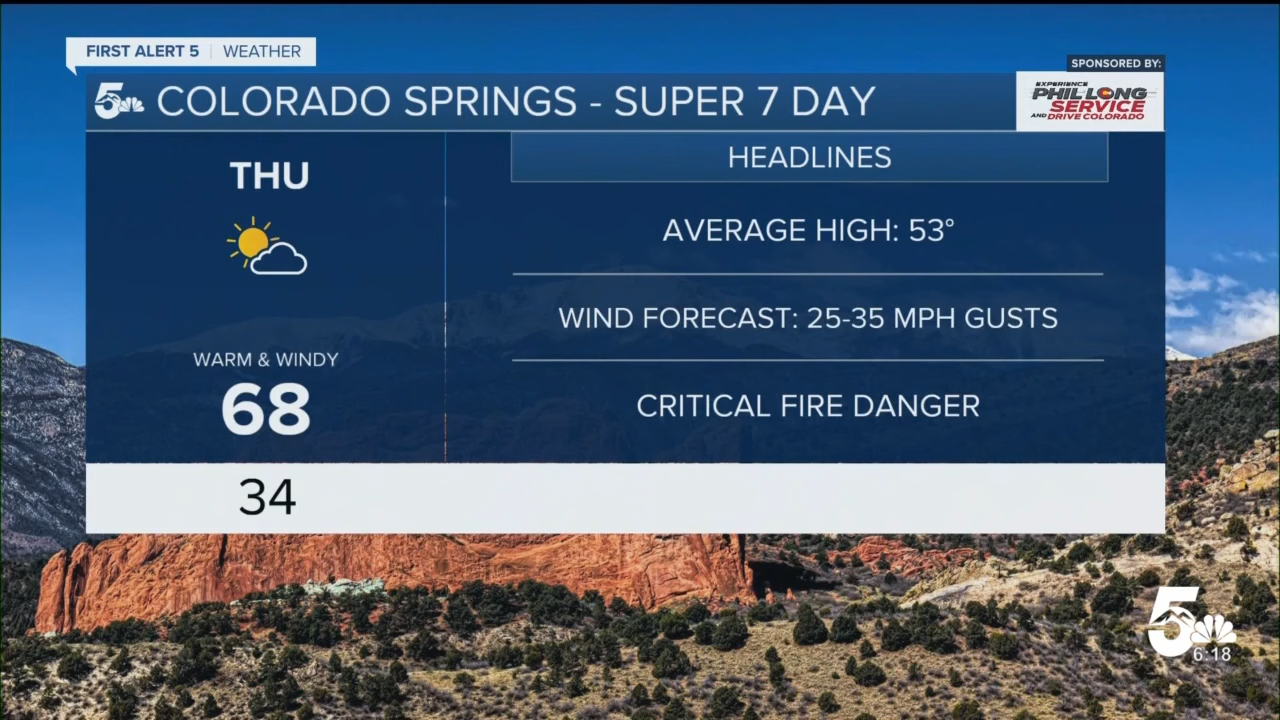 FIRST ALERT 5 | WEATHER
SPONSORED BY:
5 COLORADO SPRINGS - SUPER 7 DAY
EXPERIENCE
PHIL LONG
SERVICE
AND DRIVE COLORADO
THU
WARM & WINDY
68
34
HEADLINES
AVERAGE HIGH: 53°
WIND FORECAST: 25-35 MPH GUSTS
CRITICAL FIRE DANGER
5
6:18